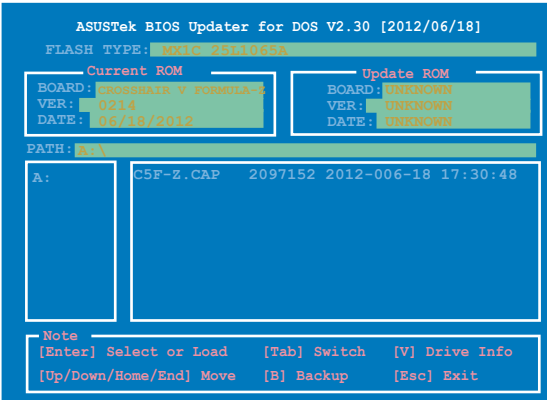 ASUSTek BIOS Updater for DOS V2.30 [2012/06/18]
FLASH TYPE: MX1C 25L1065A
Current ROM
BOARD: CROSSHAIR V FORMULA-Z
VER: 0214
DATE: 06/18/2012
Update ROM
BOARD: UNKNOWN
VER: UNKNOWN
DATE: UNKNOWN
PATH: A:\
A:
C5F-Z.CAP 2097152 2012-006-18 17:30:48
Note
[Enter] Select or Load [Tab] Switch [V] Drive Info
[Up/Down/Home/End] Move [B] Backup [Esc] Exit